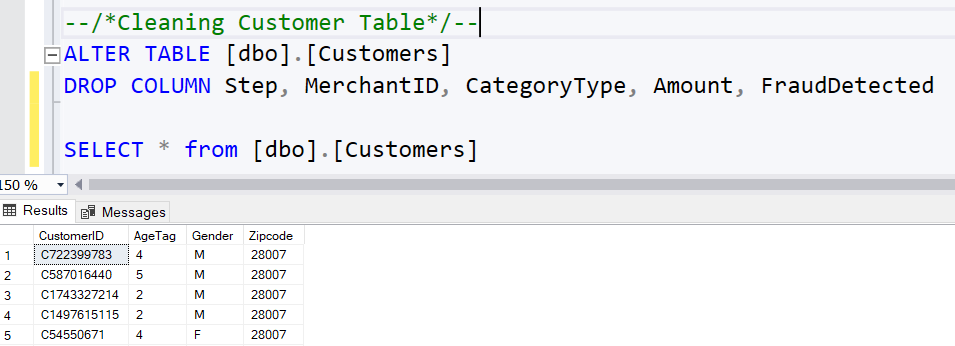 --/*Cleaning Customer Table*/--
ALTER TABLE [dbo].[Customers]
DROP COLUMN Step, MerchantID, CategoryType, Amount, FraudDetected
SELECT * from [dbo].[Customers]
150 %
Results Messages
CustomerID AgeTag Gender Zipcode
1 C722399783 4 M 28007
2 C587016440 5 M 28007
3 C1743327214 2 M 28007
4 C1497615115 2 M 28007
5 C54550671 4 F 28007